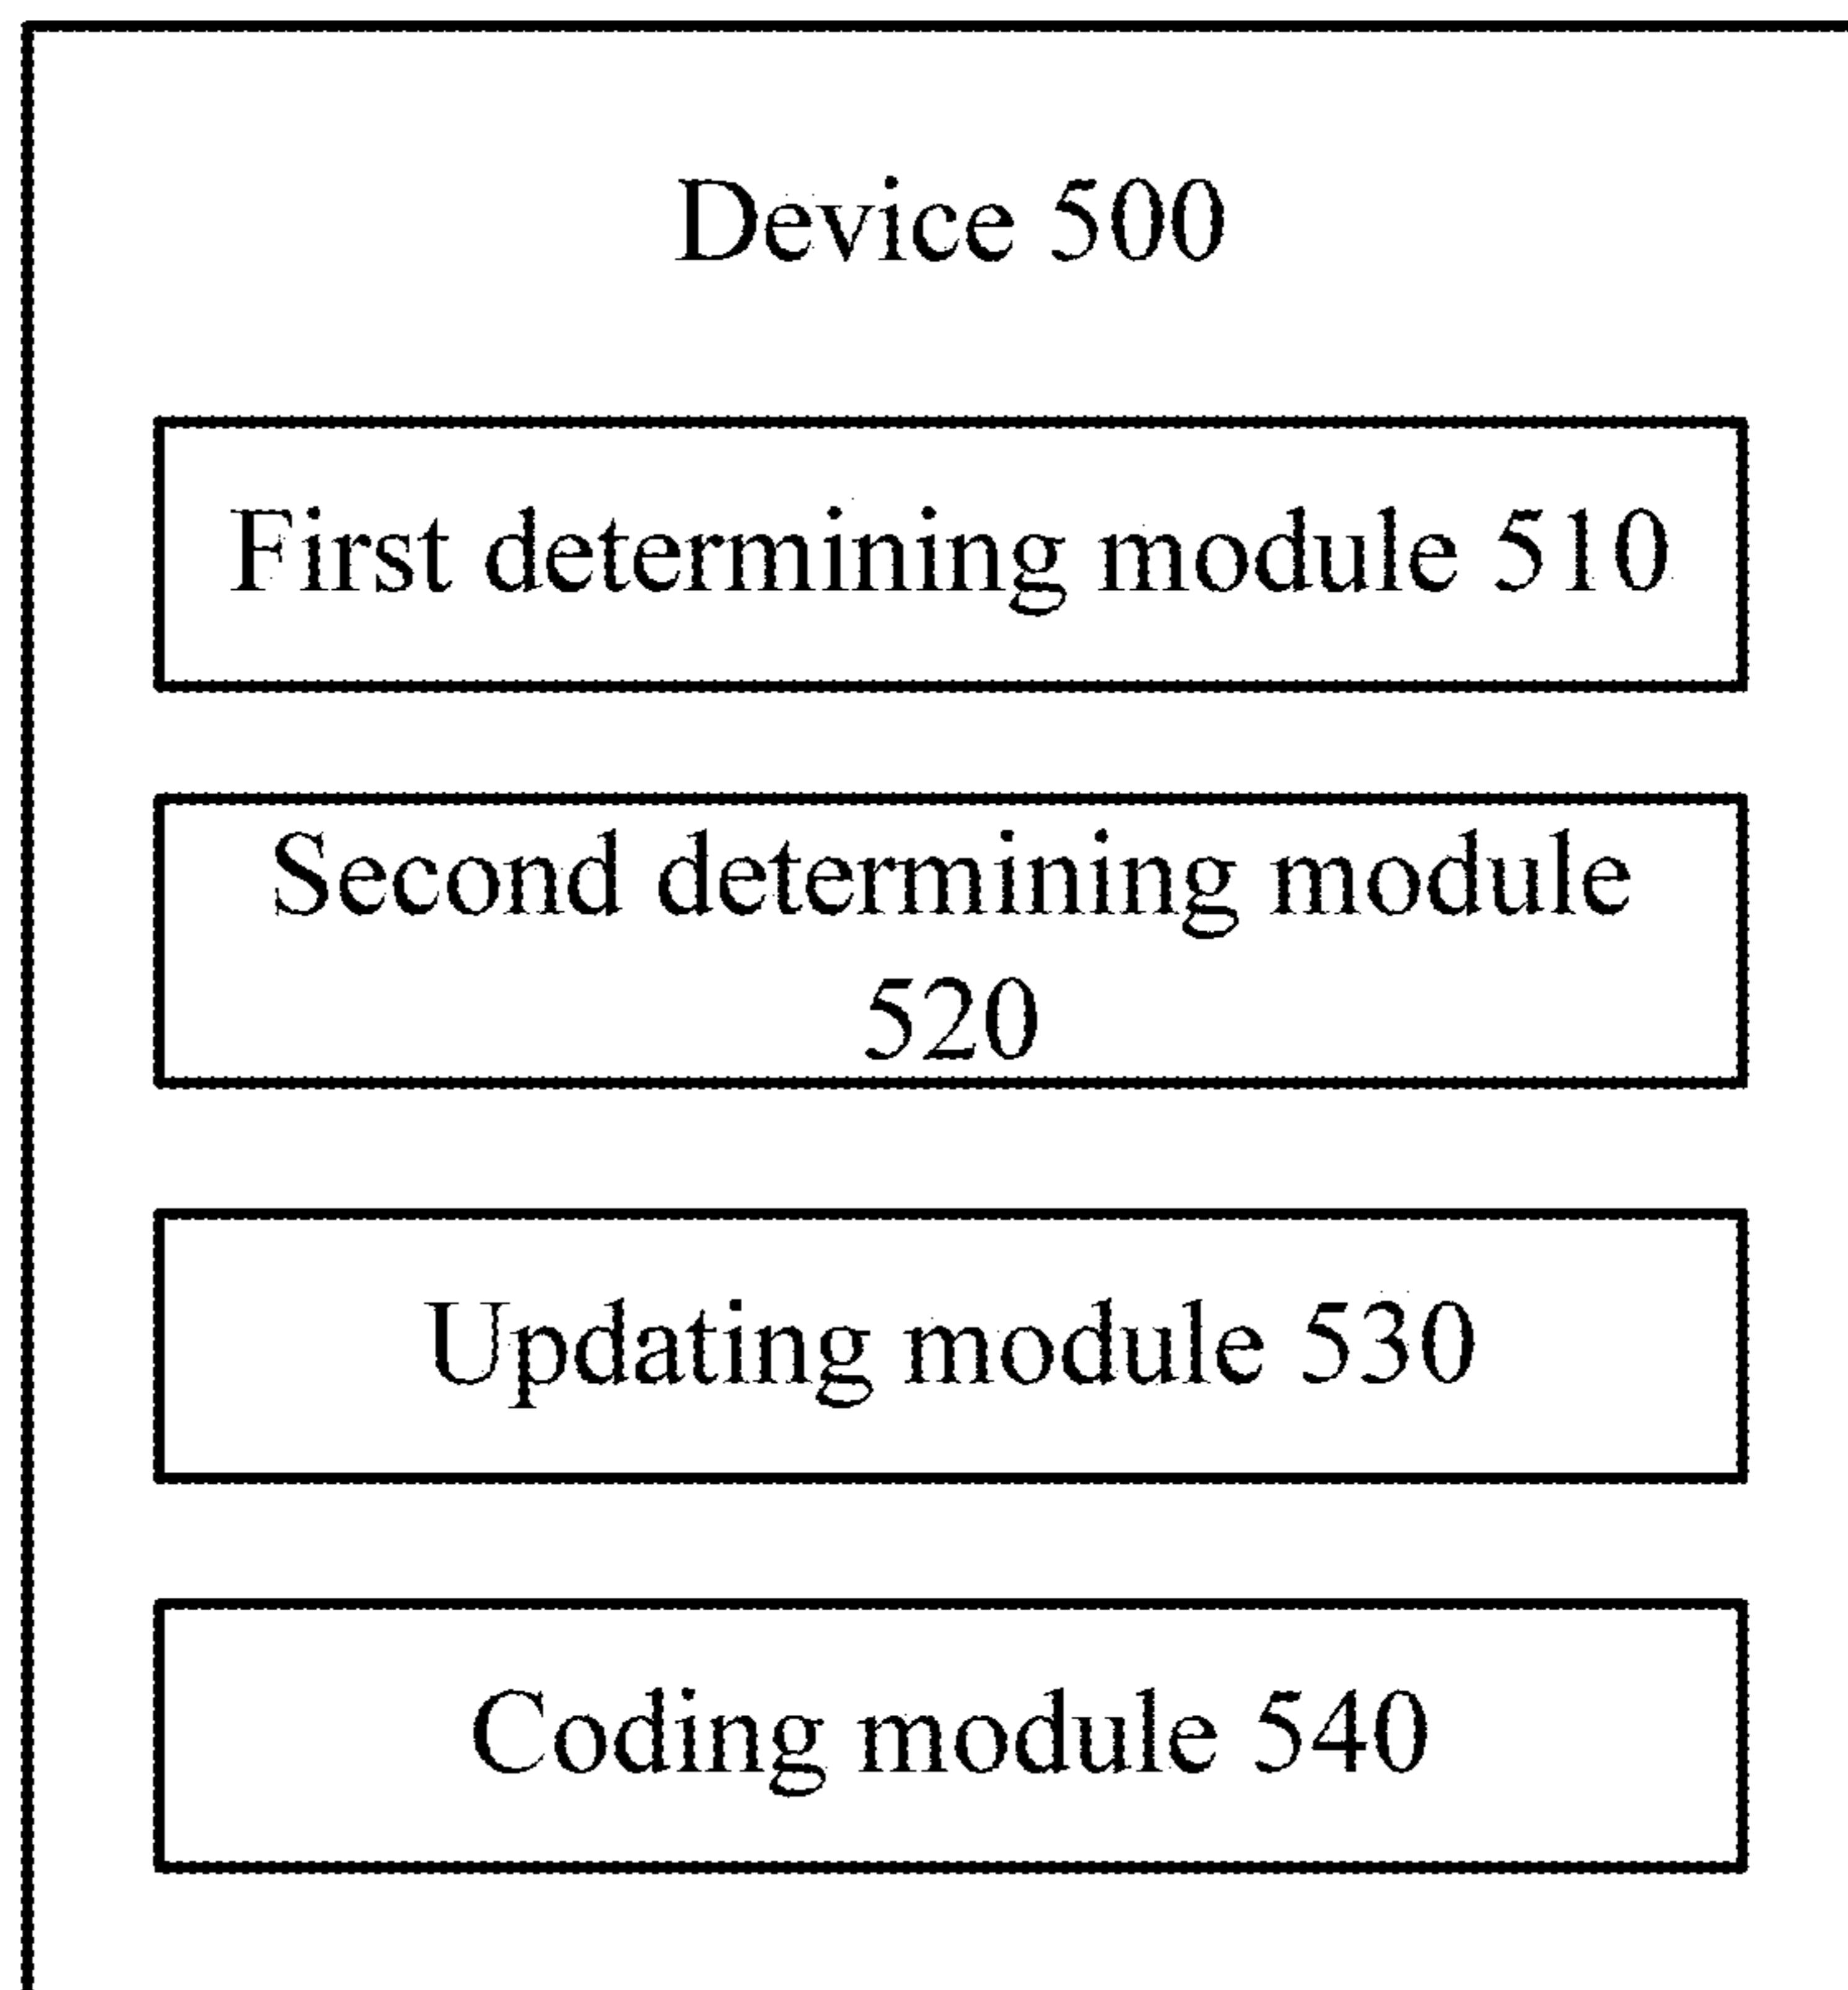 Device 500
First determining module 510
Second determining module
520
Updating module 530
Coding module 540